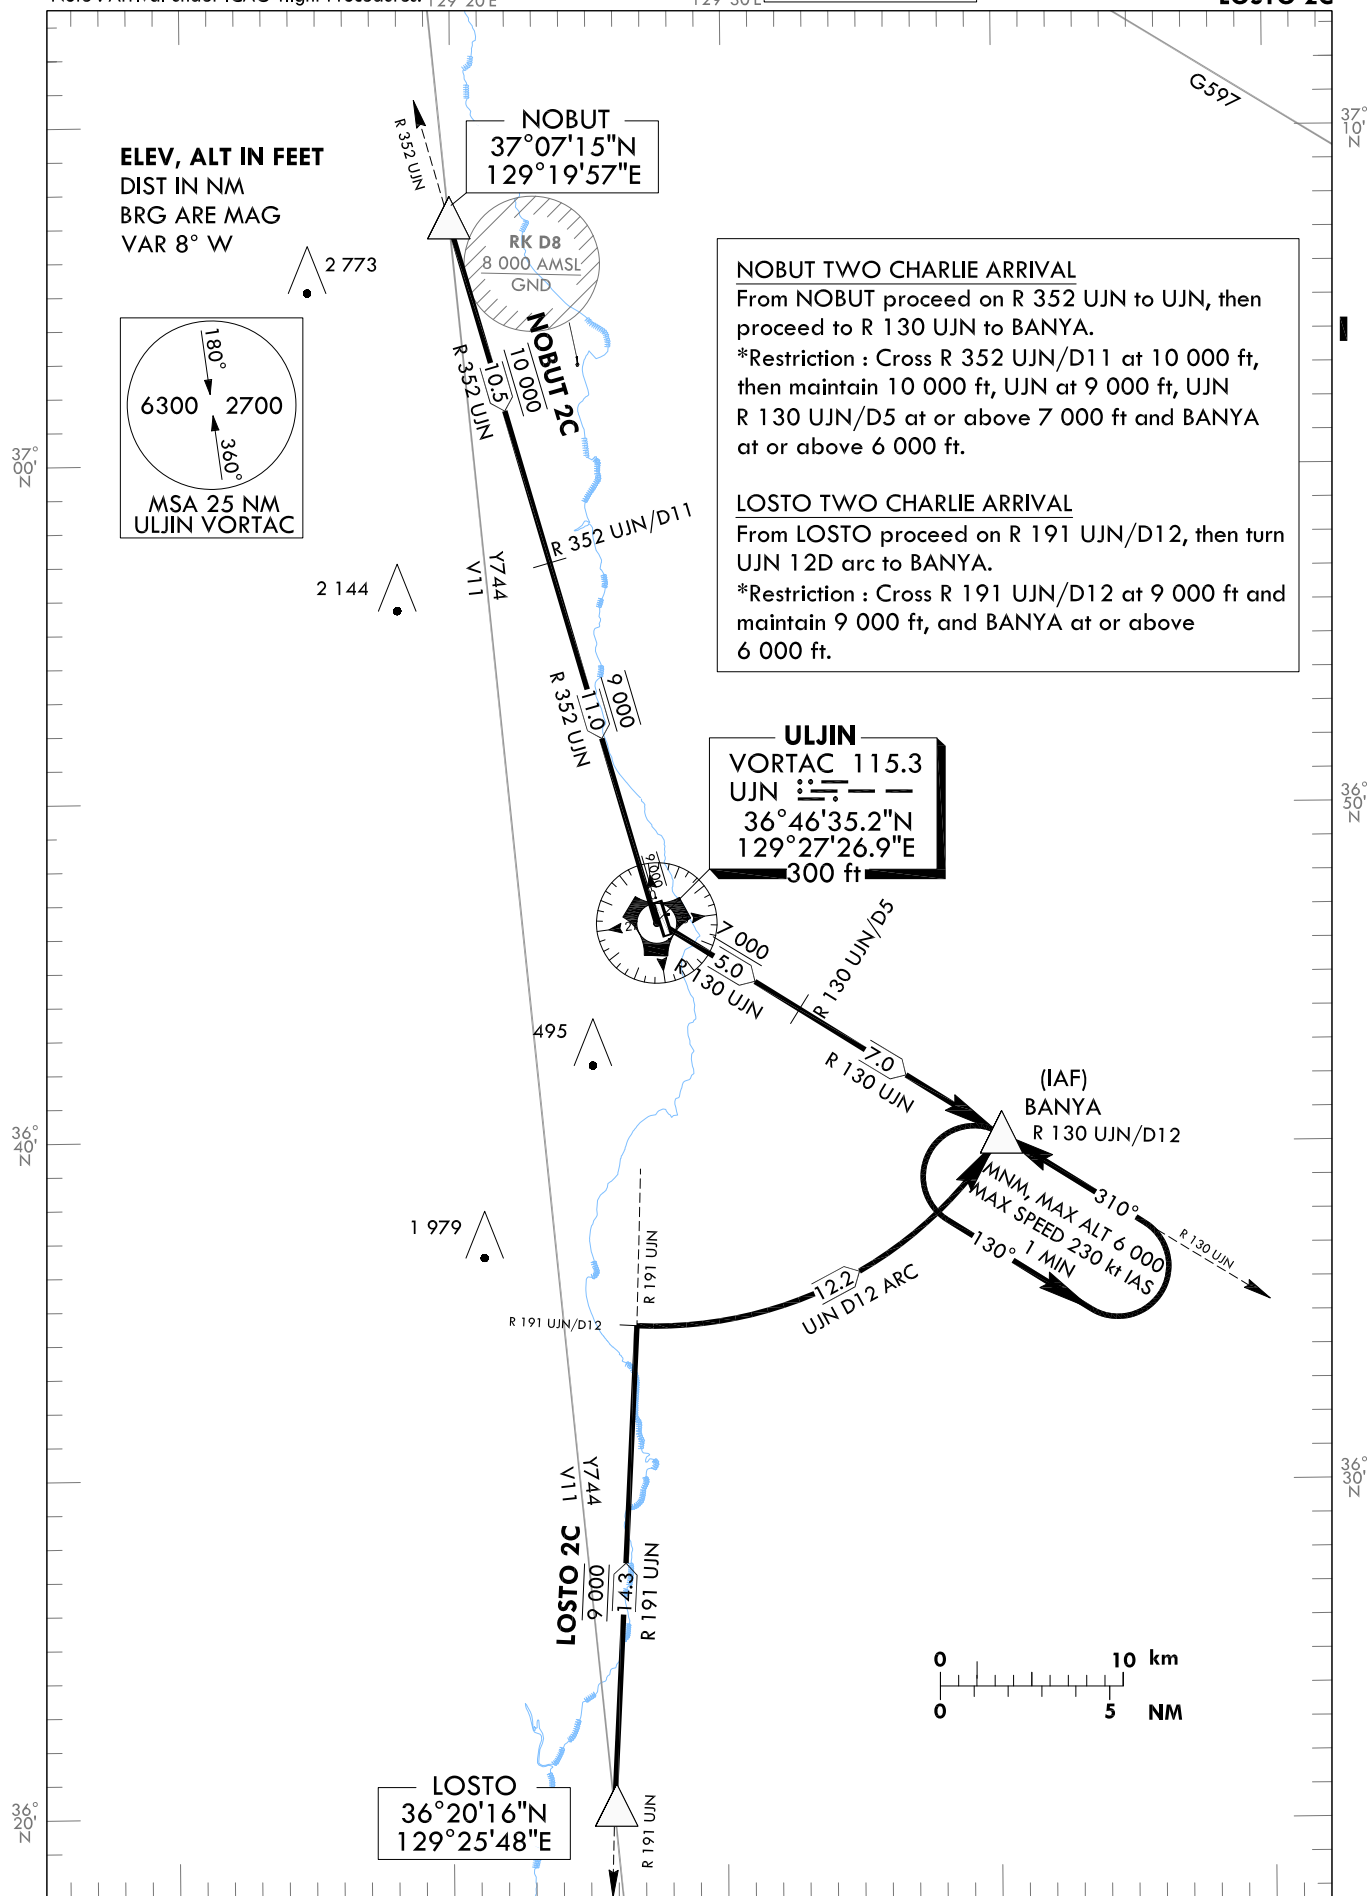 129°20'E
129°30'E
LOSTO 2C
G597
37°
10'
N
R 352 UJN
NOBUT
37°07'15"N
129°19'57"E
ELEV, ALT IN FEET
DIST IN NM
BRG ARE MAG
VAR 8° W
2 773
RK D8
8 000 AMSL
GND
180°
6300 2700
360°
MSA 25 NM
ULJIN VORTAC
NOBUT TWO CHARLIE ARRIVAL
From NOBUT proceed on R 352 UJN to UJN, then
proceed to R 130 UJN to BANYA.
*Restriction : Cross R 352 UJN/D11 at 10 000 ft,
then maintain 10 000 ft, UJN at 9 000 ft, UJN
R 130 UJN/D5 at or above 7 000 ft and BANYA
at or above 6 000 ft.
LOSTO TWO CHARLIE ARRIVAL
From LOSTO proceed on R 191 UJN/D12, then turn
UJN 12D arc to BANYA.
*Restriction : Cross R 191 UJN/D12 at 9 000 ft and
maintain 9 000 ft, and BANYA at or above
6 000 ft.
NOBUT 2C
10 000
10.5
R 352 UJN
37°
00'
N
R 352 UJN/D11
Y744
V11
2 144
9 000
11.0
R 352 UJN
36°
50'
N
ULJIN
VORTAC 115.3
UJN
36°46'35.2"N
129°27'26.9"E
300 ft
9 000
7 000
5.0
R 130 UJN
R 130 UJN/D5
495
7.0
R 130 UJN
(IAF)
BANYA
R 130 UJN/D12
36°
40'
N
MNM, MAX ALT 6 000
MAX SPEED 230 kt IAS
310°
130°
1 MIN
R 130 UJN
1 979
R 191 UJN
12.2
UJN D12 ARC
R 191 UJN/D12
36°
30'
N
Y744
V11
LOSTO 2C
9 000
14.3
R 191 UJN
0 10 km
0 5 NM
LOSTO
36°20'16"N
129°25'48"E
36°
20'
N
R 191 UJN